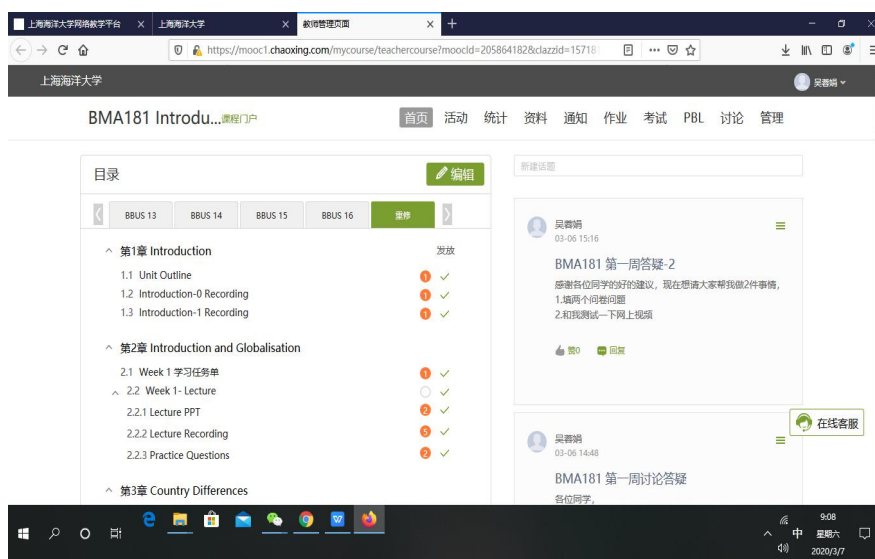 上海海洋大学网络教学平台
上海海洋大学
教师管理页面
https://mooc1.chaoxing.com/mycourse/teachercourse?moocId=205864182&clazzid=15718
上海海洋大学
吴蓉娟
BMA181 Introdu...课程门户
首页 活动 统计 资料 通知 作业 考试 PBL 讨论 管理
目录
编辑
BBUS 13 BBUS 14 BBUS 15 BBUS 16 重修
第1章 Introduction 发放
1.1 Unit Outline 1
1.2 Introduction-0 Recording 1
1.3 Introduction-1 Recording 1
第2章 Introduction and Globalisation
2.1 Week 1 学习任务单 1
2.2 Week 1- Lecture
2.2.1 Lecture PPT 2
2.2.2 Lecture Recording 5
2.2.3 Practice Questions 2
第3章 Country Differences
新建话题
吴蓉娟
03-06 15:16
BMA181 第一周答疑-2
感谢各位同学的好的建议，现在想请大家帮我做2件事情，
1.填两个问卷问题
2.和我测试一下网上视频
赞0 回复
在线客服
吴蓉娟
03-06 14:48
BMA181 第一周讨论答疑
各位同学，
中
9:08
星期六
2020/3/7